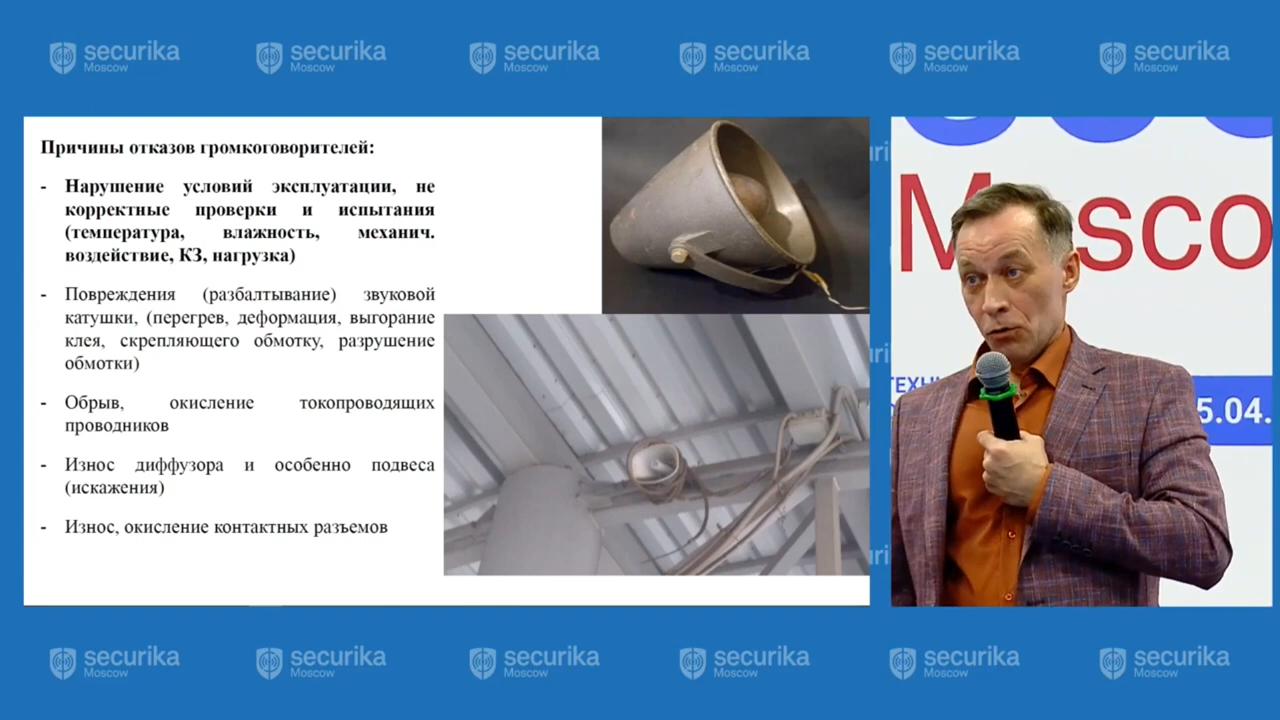 securika
Moscow
securika
Moscow
securika
Moscow
securika
Moscow
securika
Moscow
securika
Moscow
Причины отказов громкоговорителей:
- Нарушение условий эксплуатации, не
корректные проверки и испытания
(температура, влажность, механич.
воздействие, КЗ, нагрузка)
- Повреждения (разбалтывание) звуковой
катушки, (перегрев, деформация, выгорание
клея, скрепляющего обмотку, разрушение
обмотки)
- Обрыв, окисление токопроводящих
проводников
- Износ диффузора и особенно подвеса
(искажения)
- Износ, окисление контактных разъемов
5.04.
securika
Moscow
securika
Moscow
securika
Moscow
securika
Moscow
securika
Moscow
securika
Moscow